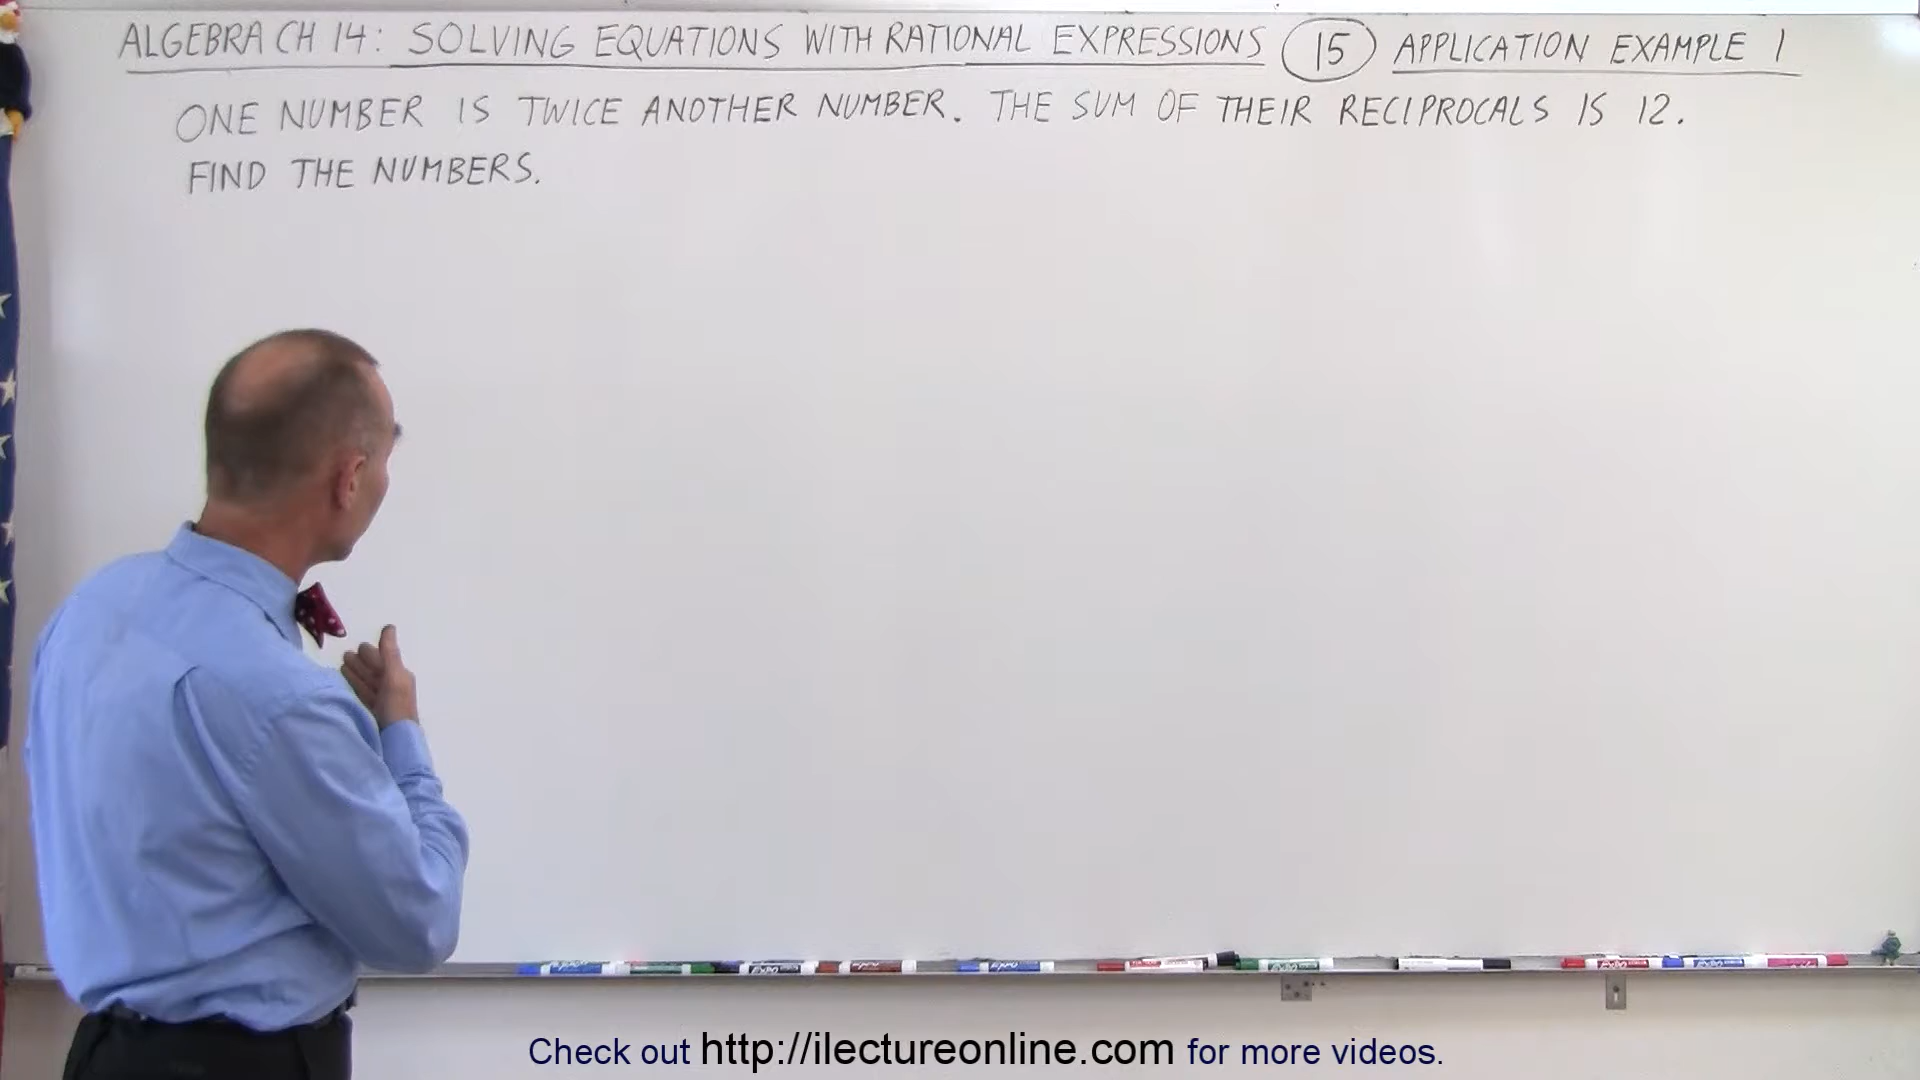 ALGEBRA CH 14: SOLVING EQUATIONS WITH RATIONAL EXPRESSIONS 15 APPLICATION EXAMPLE 1
ONE NUMBER IS TWICE ANOTHER NUMBER. THE SUM OF THEIR RECIPROCALS IS 12.
FIND THE NUMBERS.
Check out http://ilectureonline.com for more videos.